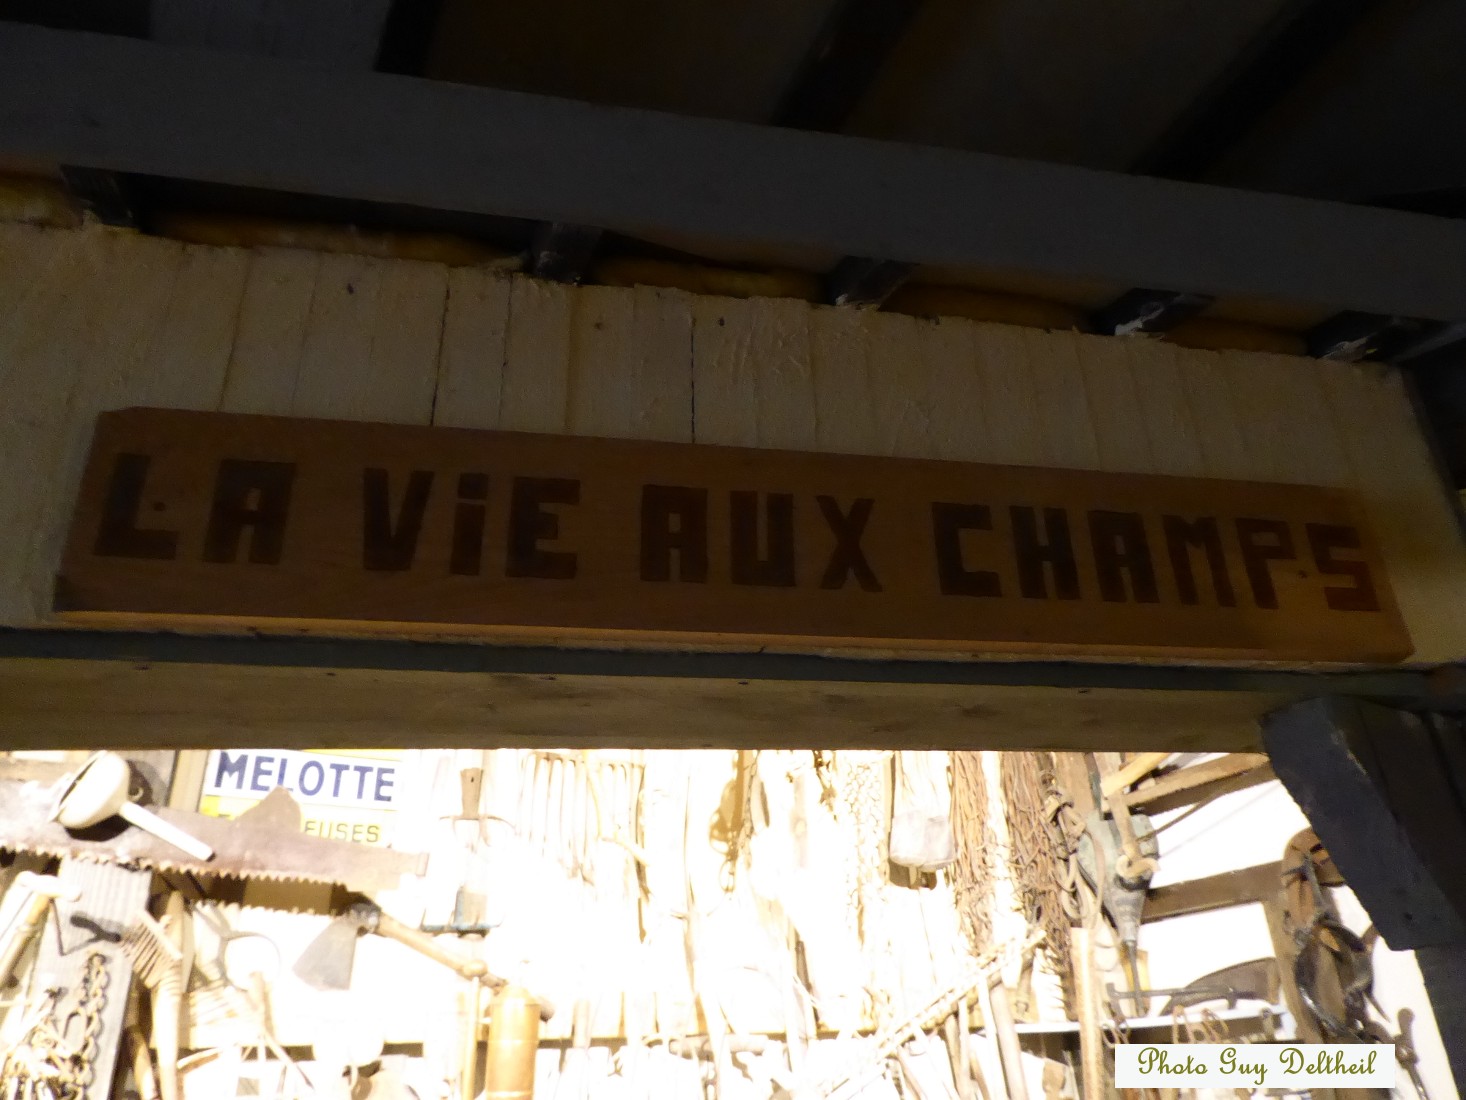 LA ViE AUX CHAMPS
MELOTTE
EUSES
Photo Guy Deltheil